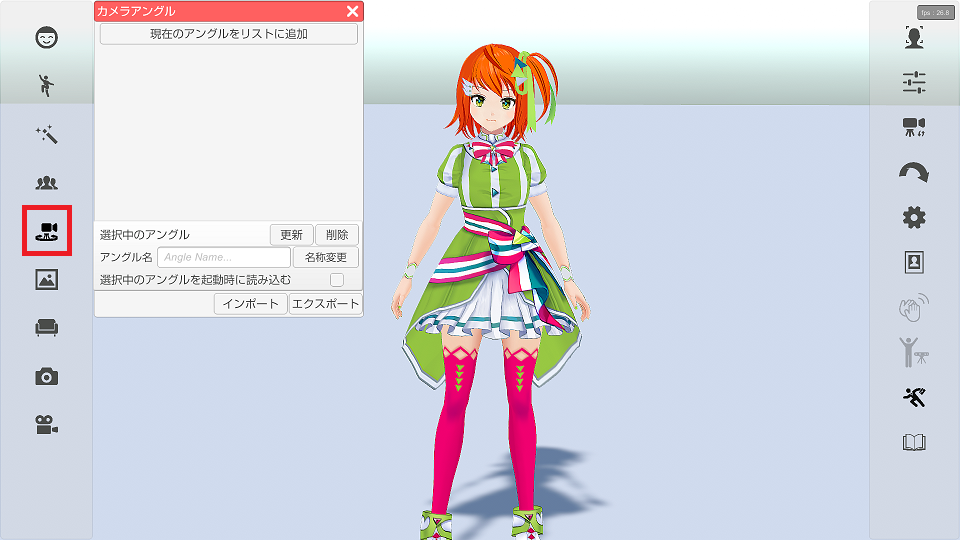 カメラアングル
現在のアングルをリストに追加
選択中のアングル 更新 削除
アングル名 Angle Name... 名称変更
選択中のアングルを起動時に読み込む
インポート エクスポート
fps : 26.8